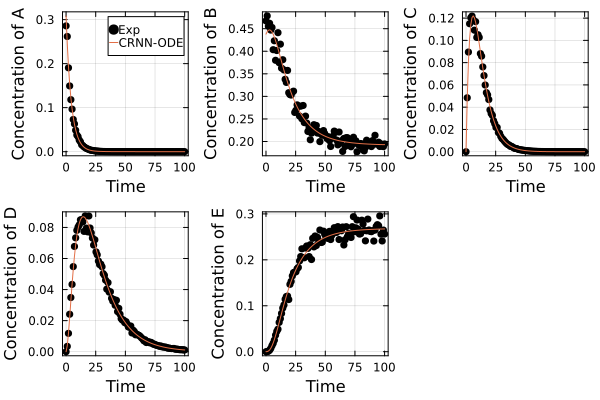 Concentration of A
0.3
0.2
0.1
0.0
0 25 50 75 100
Time
Exp
CRNN-ODE
Concentration of B
0.45
0.40
0.35
0.30
0.25
0.20
0 25 50 75 100
Time
Concentration of C
0.12
0.10
0.08
0.06
0.04
0.02
0.00
0 25 50 75 100
Time
Concentration of D
0.08
0.06
0.04
0.02
0.00
0 25 50 75 100
Time
Concentration of E
0.3
0.2
0.1
0.0
0 25 50 75 100
Time